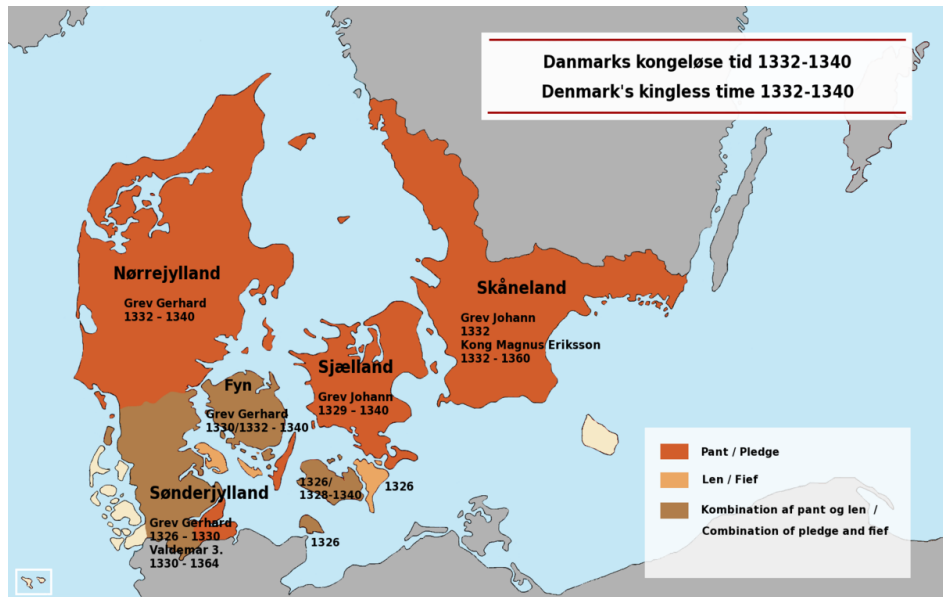 Danmarks kongeløse tid 1332-1340
Denmark's kingless time 1332-1340
Nørrejylland
Grev Gerhard
1332 – 1340
Skåneland
Grev Johann
1332
Kong Magnus Eriksson
1332 - 1360
Sjælland
Grev Johann
1329 – 1340
Fyn
Grev Gerhard
1330/1332 - 1340
1326/
1328-1340
1326
1326
Sønderjylland
Grev Gerhard
1326 – 1330
Valdemar 3.
1330 - 1364
Pant / Pledge
Len / Fief
Kombination af pant og len /
Combination of pledge and fief